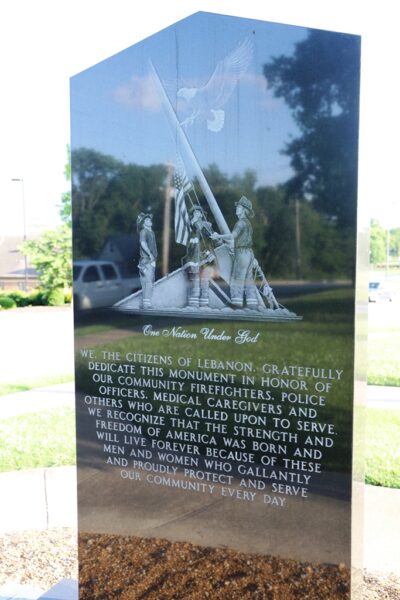 One Nation Under God
WE, THE CITIZENS OF LEBANON, GRATEFULLY
DEDICATE THIS MONUMENT IN HONOR OF
OUR COMMUNITY FIREFIGHTERS, POLICE
OFFICERS, MEDICAL CAREGIVERS AND
OTHERS WHO ARE CALLED UPON TO SERVE.
WE RECOGNIZE THAT THE STRENGTH AND
FREEDOM OF AMERICA WAS BORN AND
WILL LIVE FOREVER BECAUSE OF THESE
MEN AND WOMEN WHO GALLANTLY
AND PROUDLY PROTECT AND SERVE
OUR COMMUNITY EVERY DAY